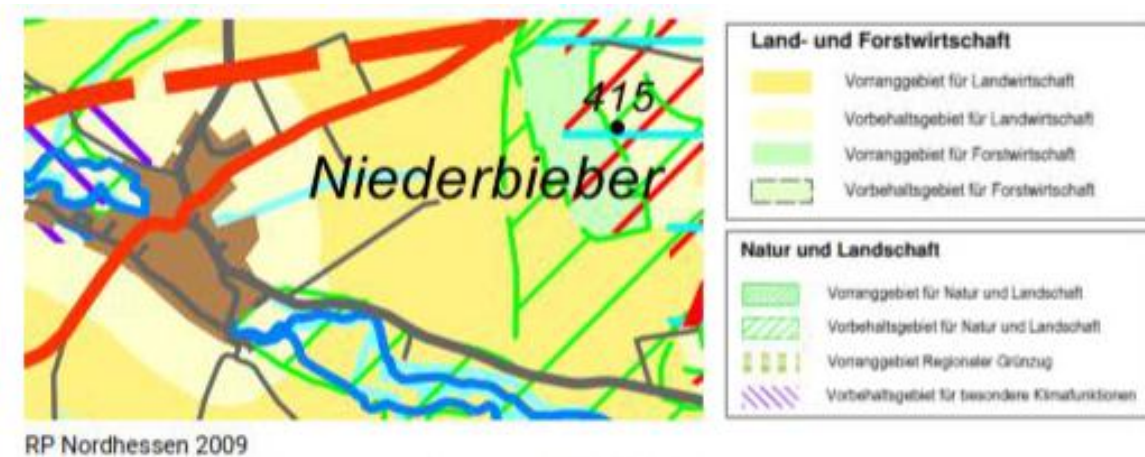 415
Niederbieber
RP Nordhessen 2009
Land- und Forstwirtschaft
Vorranggebiet für Landwirtschaft
Vorbehaltsgebiet für Landwirtschaft
Vorranggebiet für Forstwirtschaft
Vorbehaltsgebiet für Forstwirtschaft
Natur und Landschaft
Vorranggebiet für Natur und Landschaft
Vorbehaltsgebiet für Natur und Landschaft
Vorranggebiet Regionaler Grünzug
Vorbehaltsgebiet für besondere Klimafunktionen